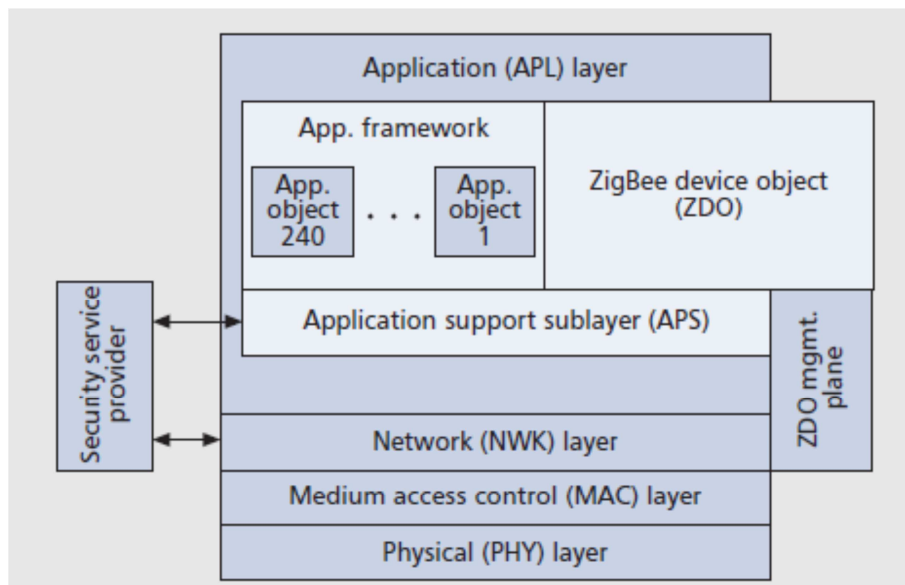 Application (APL) layer
App. framework
App.
object
240
. . .
App.
object
1
ZigBee device object
(ZDO)
Security service
provider
Application support sublayer (APS)
ZDO mgmt.
plane
Network (NWK) layer
Medium access control (MAC) layer
Physical (PHY) layer